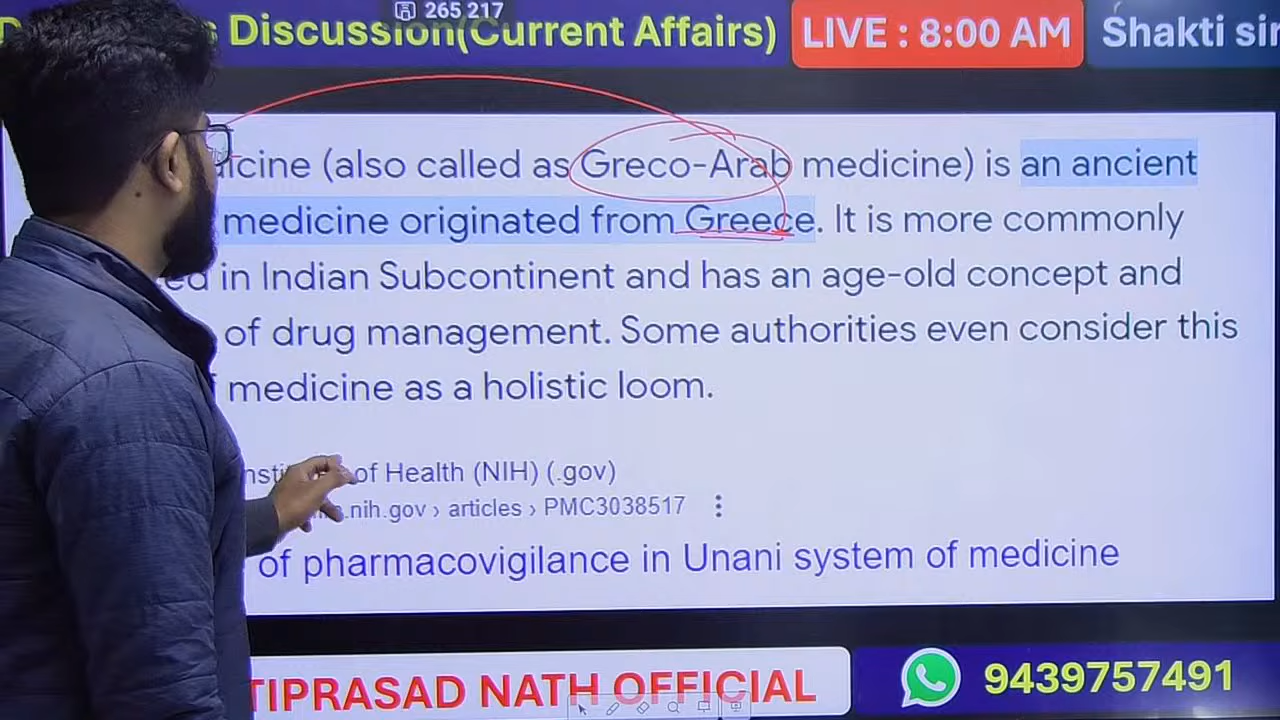 265 217
Discussion(Current Affairs)
LIVE : 8:00 AM
Shakti sir
(also called as Greco-Arab medicine) is an ancient
medicine originated from Greece. It is more commonly
in Indian Subcontinent and has an age-old concept and
of drug management. Some authorities even consider this
medicine as a holistic loom.
of Health (NIH) (.gov)
.nih.gov › articles › PMC3038517
of pharmacovigilance in Unani system of medicine
TIPRASAD NATH OFFICIAL
9439757491